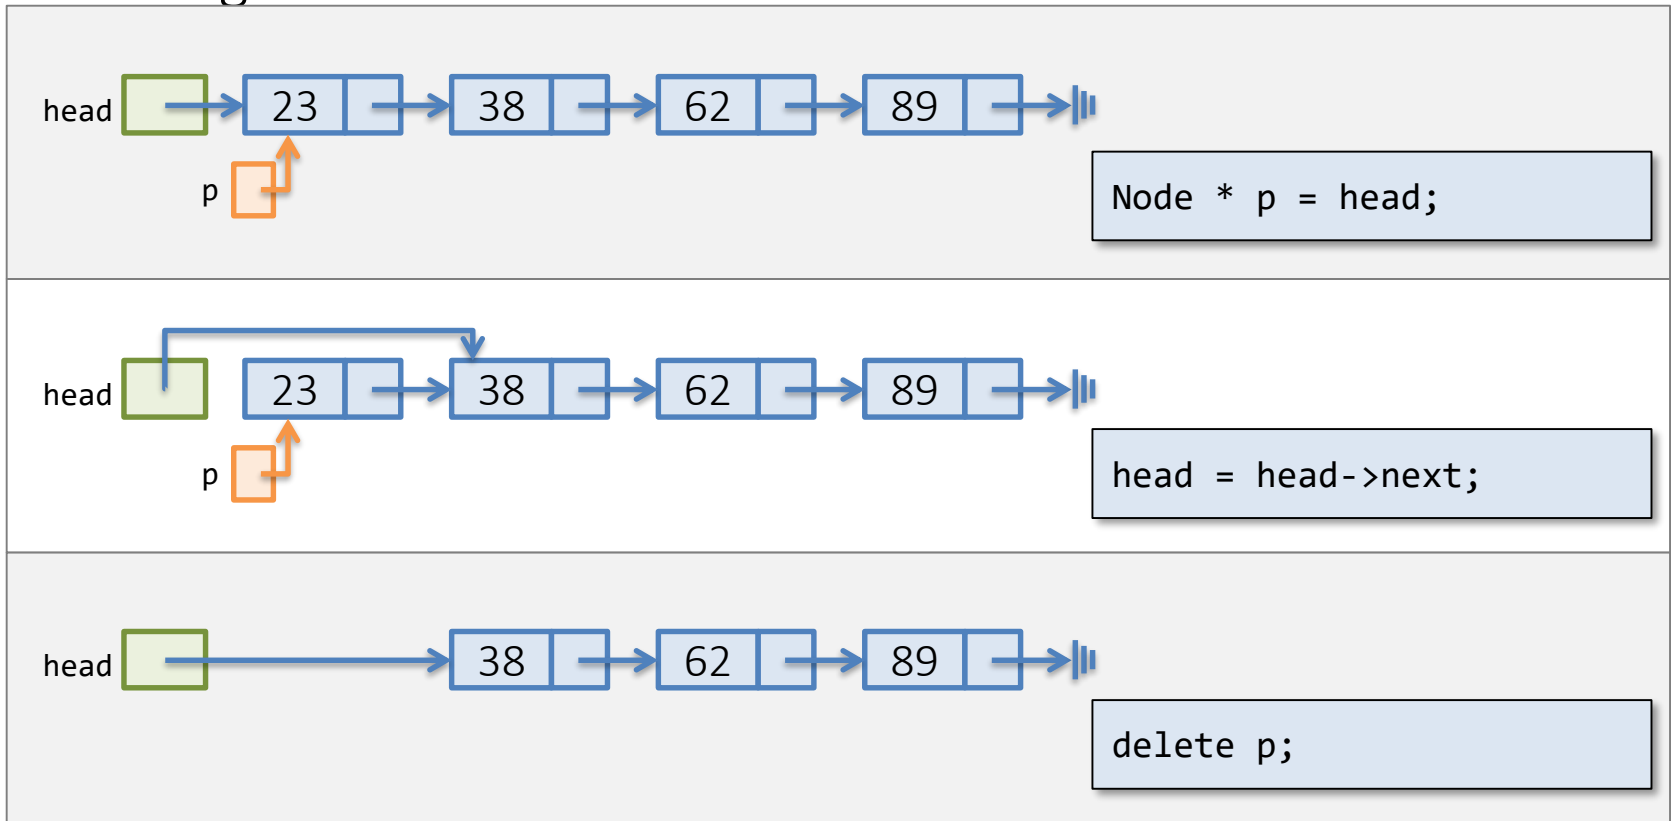 head 23 38 62 89
p
Node * p = head;
head 23 38 62 89
p
head = head->next;
head 38 62 89
delete p;